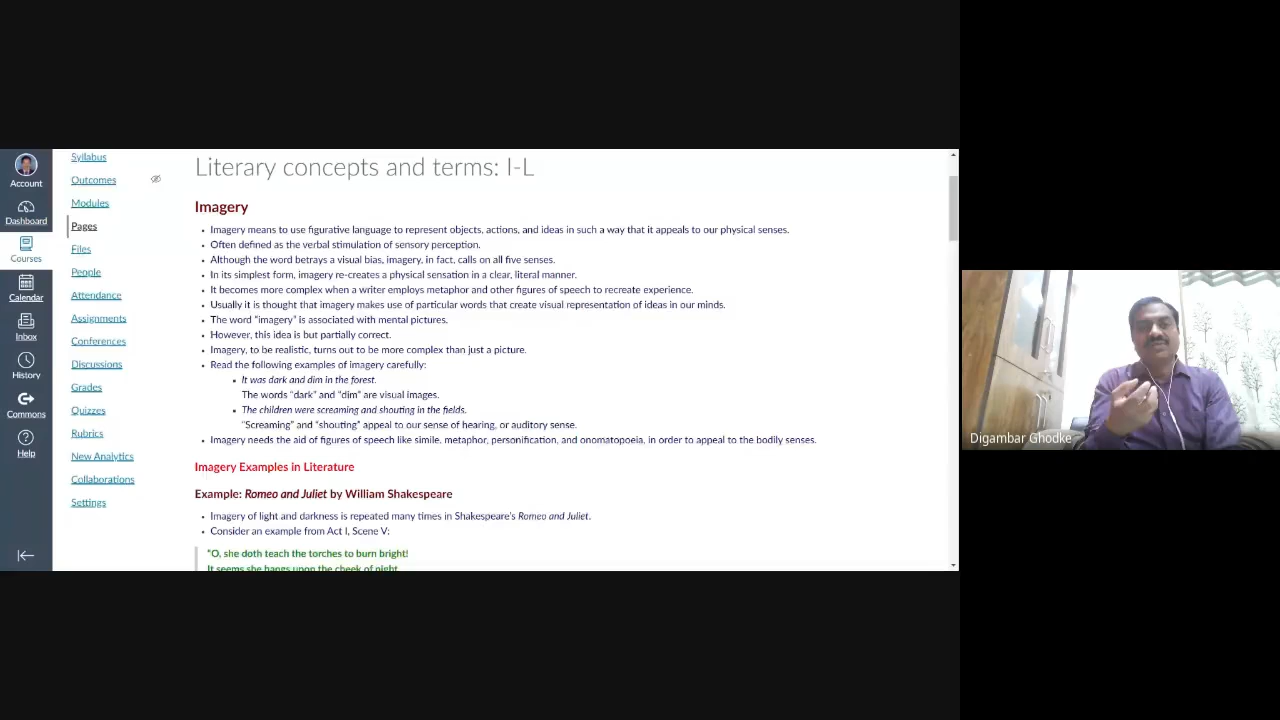 Account
Dashboard
Courses
Calendar
Inbox
History
Commons
Help
Syllabus
Outcomes
Modules
Pages
Files
People
Attendance
Assignments
Conferences
Discussions
Grades
Quizzes
Rubrics
New Analytics
Collaborations
Settings
Literary concepts and terms: I-L
Imagery
Imagery means to use figurative language to represent objects, actions, and ideas in such a way that it appeals to our physical senses.
Often defined as the verbal stimulation of sensory perception.
Although the word betrays a visual bias, imagery, in fact, calls on all five senses.
In its simplest form, imagery re-creates a physical sensation in a clear, literal manner.
It becomes more complex when a writer employs metaphor and other figures of speech to recreate experience.
Usually it is thought that imagery makes use of particular words that create visual representation of ideas in our minds.
The word “imagery” is associated with mental pictures.
However, this idea is but partially correct.
Imagery, to be realistic, turns out to be more complex than just a picture.
Read the following examples of imagery carefully:
It was dark and dim in the forest.
The words “dark” and “dim” are visual images.
The children were screaming and shouting in the fields.
“Screaming” and “shouting” appeal to our sense of hearing, or auditory sense.
Imagery needs the aid of figures of speech like simile, metaphor, personification, and onomatopoeia, in order to appeal to the bodily senses.
Imagery Examples in Literature
Example: Romeo and Juliet by William Shakespeare
Imagery of light and darkness is repeated many times in Shakespeare’s Romeo and Juliet.
Consider an example from Act I, Scene V:
“O, she doth teach the torches to burn bright!
It seems she hangs upon the cheek of night
Digambar Ghodke